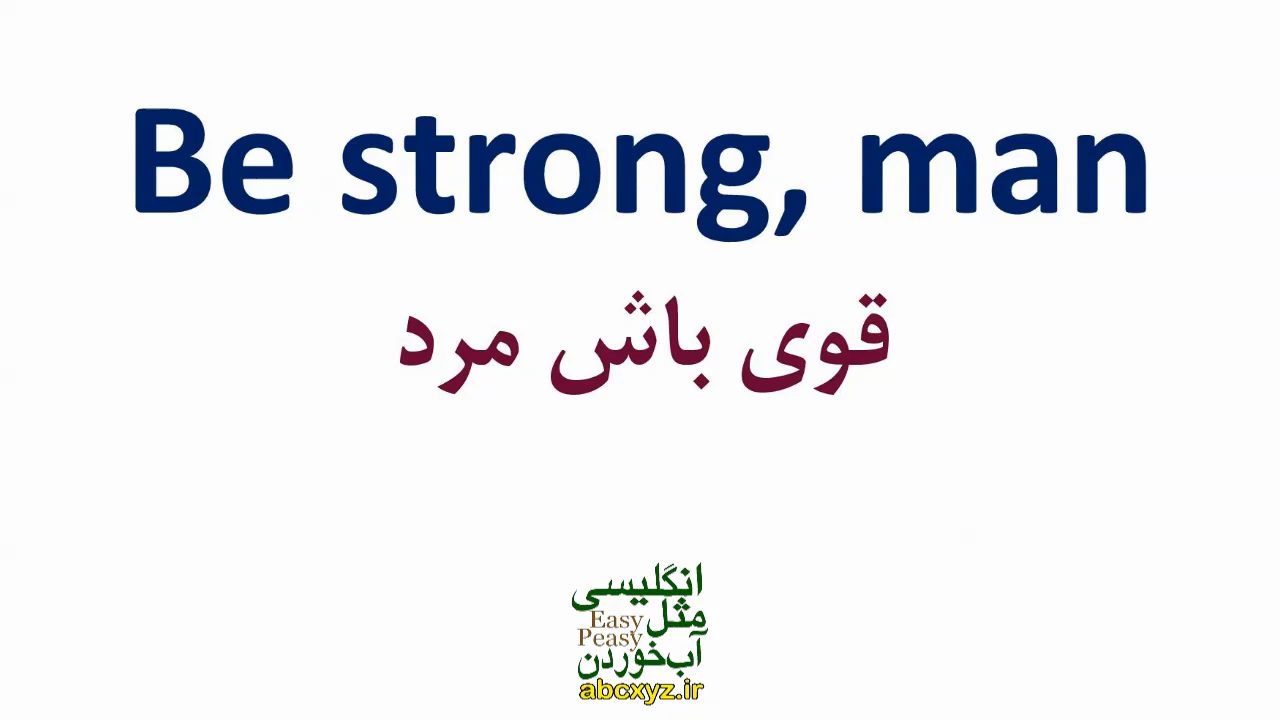 Be strong, man
قوی باش مرد
انگلیسی
مثل Easy
Peasy
آب‌خوردن
abcxyz.ir